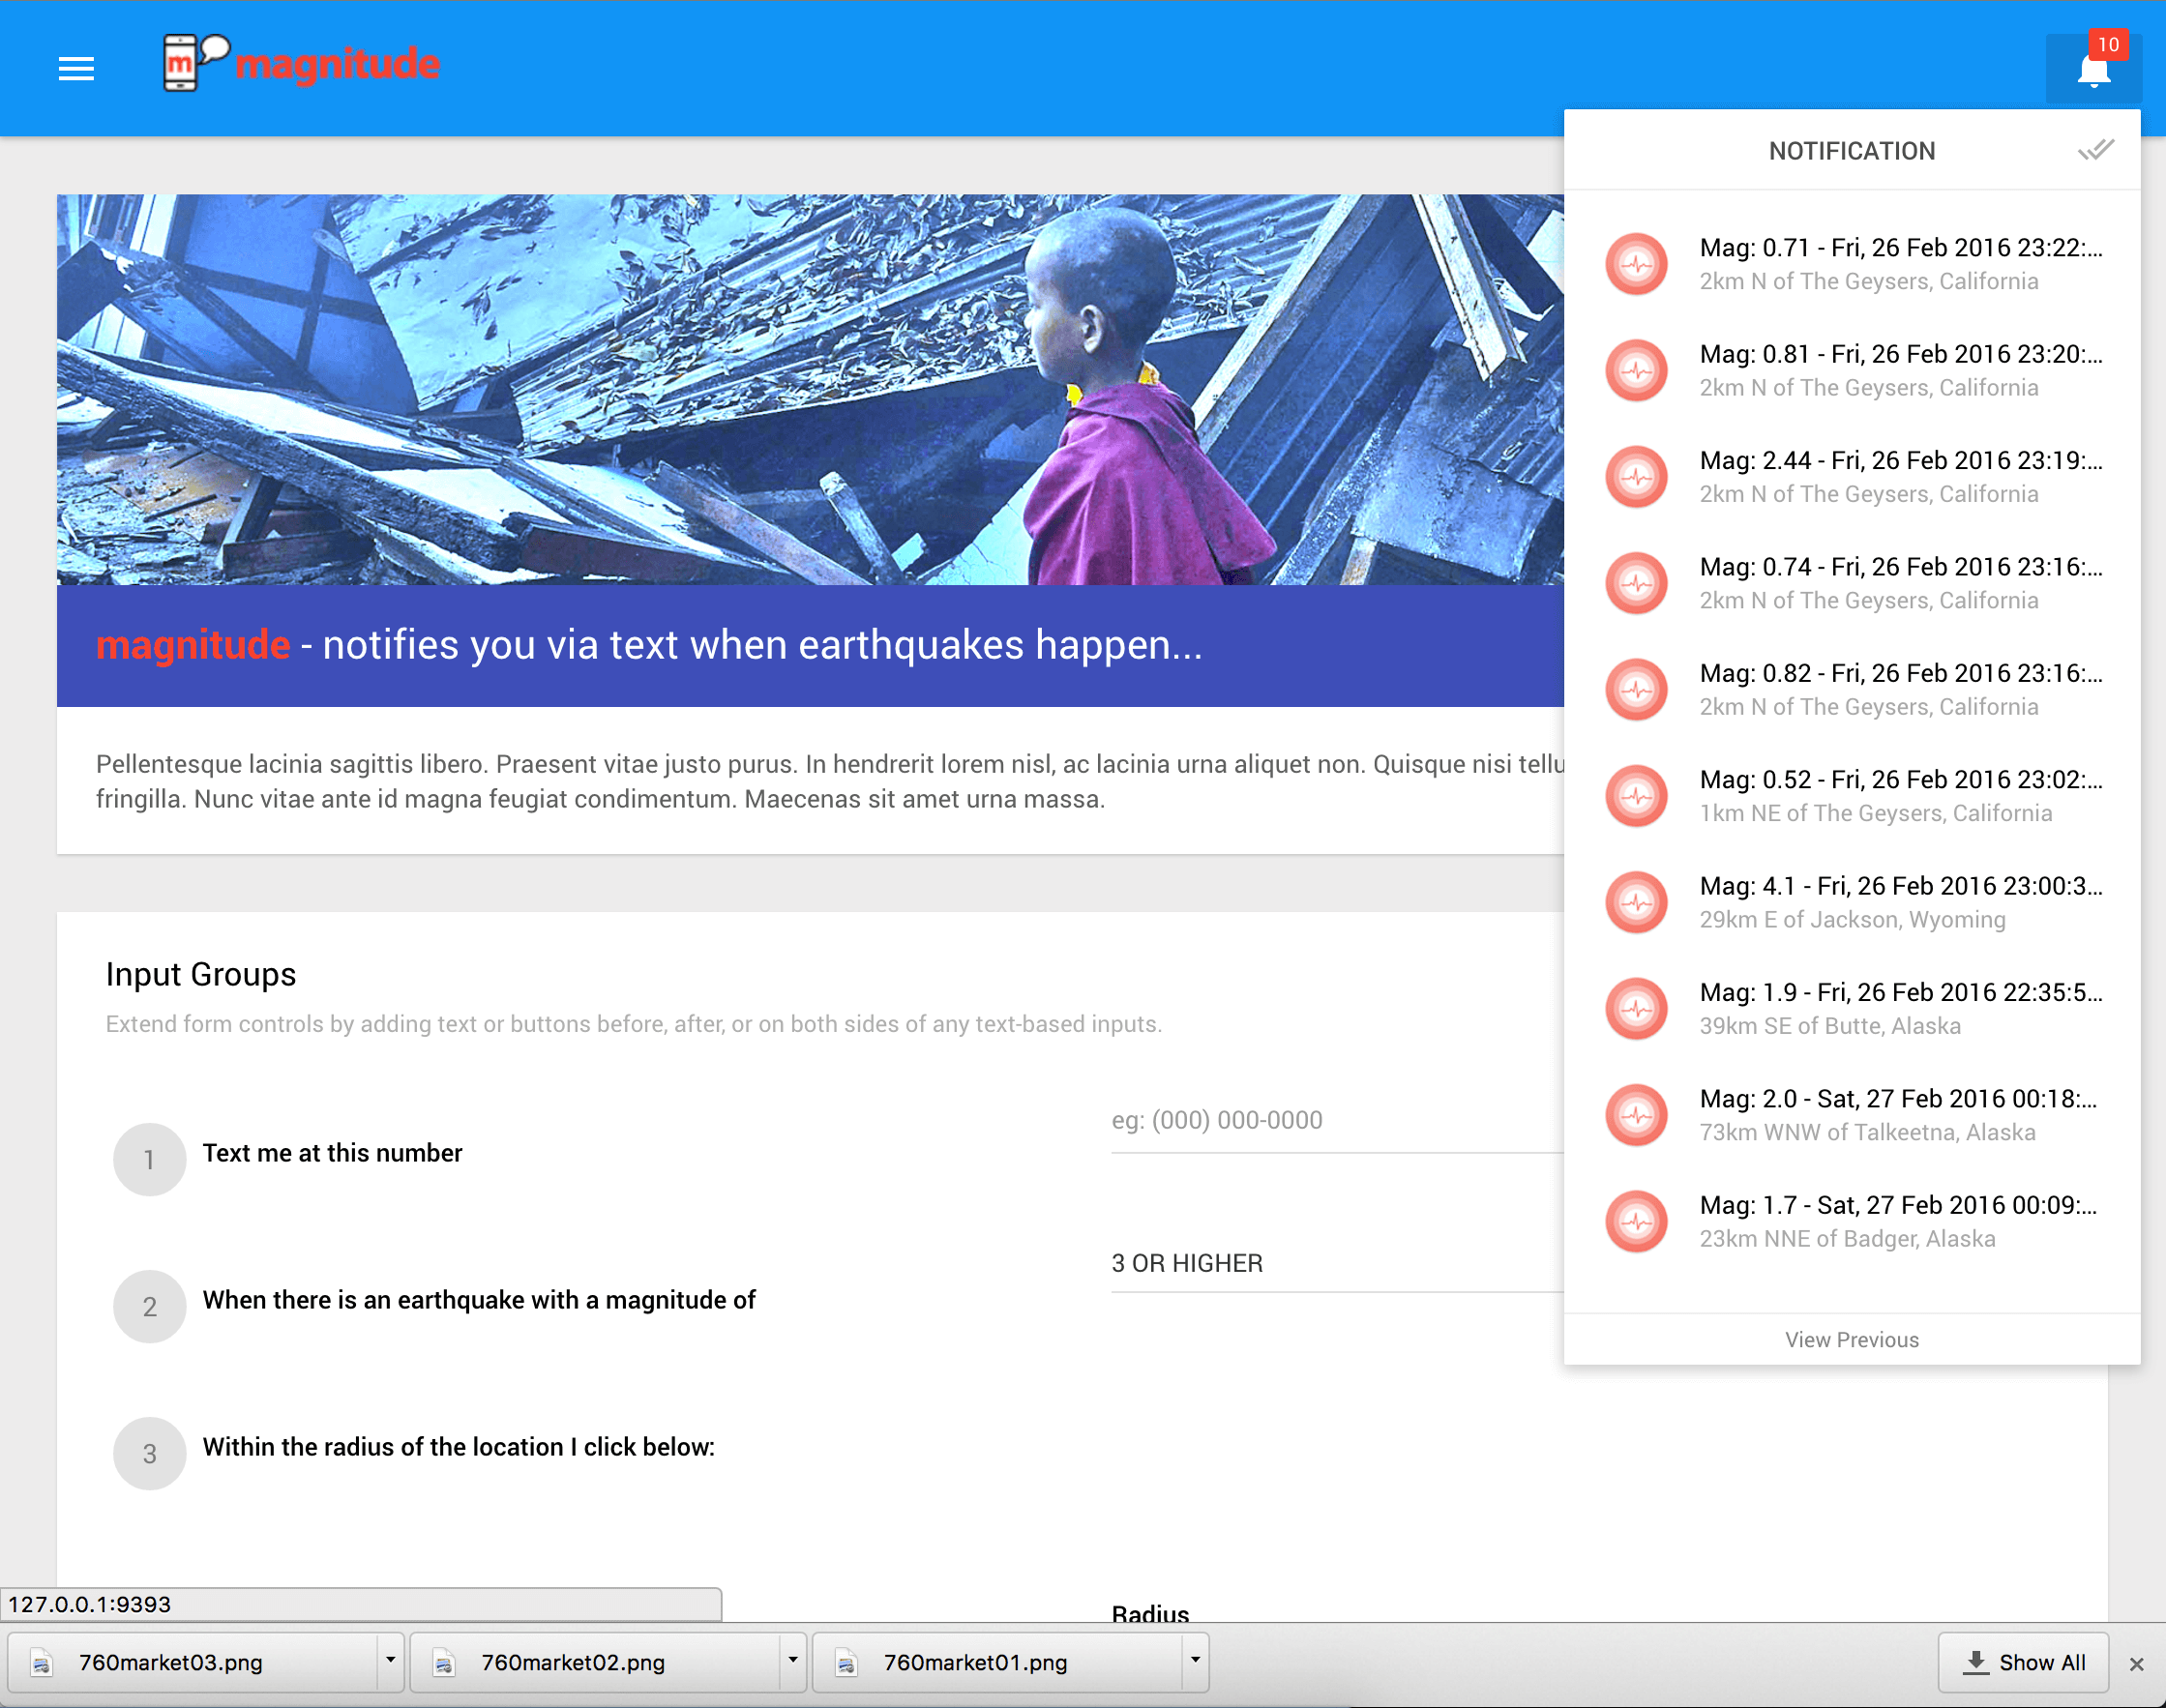 m magnitude
10
NOTIFICATION
Mag: 0.71 - Fri, 26 Feb 2016 23:22:...
2km N of The Geysers, California
Mag: 0.81 - Fri, 26 Feb 2016 23:20:...
2km N of The Geysers, California
Mag: 2.44 - Fri, 26 Feb 2016 23:19:...
2km N of The Geysers, California
Mag: 0.74 - Fri, 26 Feb 2016 23:16:...
2km N of The Geysers, California
Mag: 0.82 - Fri, 26 Feb 2016 23:16:...
2km N of The Geysers, California
Mag: 0.52 - Fri, 26 Feb 2016 23:02:...
1km NE of The Geysers, California
Mag: 4.1 - Fri, 26 Feb 2016 23:00:3...
29km E of Jackson, Wyoming
Mag: 1.9 - Fri, 26 Feb 2016 22:35:5...
39km SE of Butte, Alaska
Mag: 2.0 - Sat, 27 Feb 2016 00:18:...
73km WNW of Talkeetna, Alaska
Mag: 1.7 - Sat, 27 Feb 2016 00:09:...
23km NNE of Badger, Alaska
View Previous
magnitude - notifies you via text when earthquakes happen...
Pellentesque lacinia sagittis libero. Praesent vitae justo purus. In hendrerit lorem nisl, ac lacinia urna aliquet non. Quisque nisi tellu
fringilla. Nunc vitae ante id magna feugiat condimentum. Maecenas sit amet urna massa.
Input Groups
Extend form controls by adding text or buttons before, after, or on both sides of any text-based inputs.
1 Text me at this number
eg: (000) 000-0000
2 When there is an earthquake with a magnitude of
3 OR HIGHER
3 Within the radius of the location I click below:
Radius
127.0.0.1:9393
760market03.png
760market02.png
760market01.png
Show All